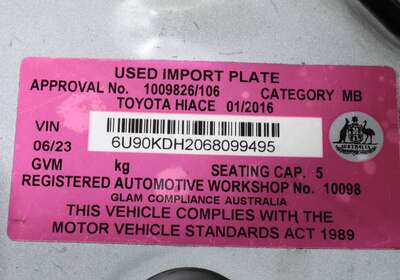 USED IMPORT PLATE
APPROVAL No. 1009826/106 CATEGORY MB
TOYOTA HIACE 01/2016
VIN
06/23 6U90KDH2068099495
AUSTRALIA
GVM kg SEATING CAP. 5
REGISTERED AUTOMOTIVE WORKSHOP No. 10098
GLAM COMPLIANCE AUSTRALIA
THIS VEHICLE COMPLIES WITH THE
MOTOR VEHICLE STANDARDS ACT 1989